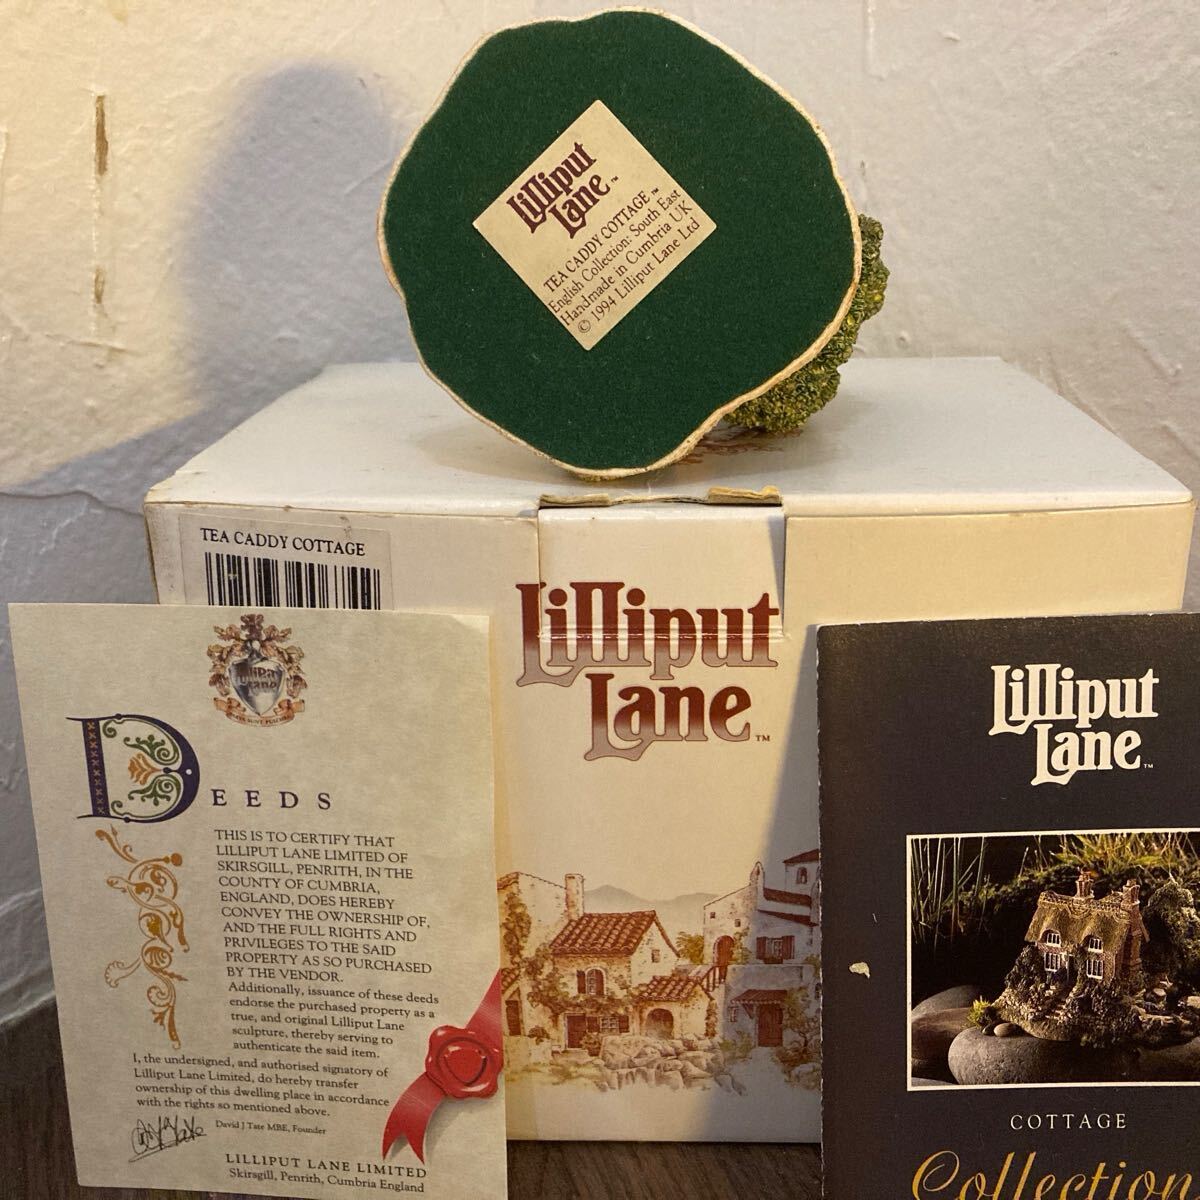 Lilliput
Lane™
TEA CADDY COTTAGE™
English Collection: South East
Handmade in Cumbria UK
© 1994 Lilliput Lane Ltd
TEA CADDY COTTAGE
Lilliput
Lane™
Lilliput
Lane
DEEDS
THIS IS TO CERTIFY THAT
LILLIPUT LANE LIMITED OF
SKIRSGILL, PENRITH, IN THE
COUNTY OF CUMBRIA,
ENGLAND, DOES HEREBY
CONVEY THE OWNERSHIP OF,
AND THE FULL RIGHTS AND
PRIVILEGES TO THE SAID
PROPERTY AS SO PURCHASED
BY THE VENDOR.
Additionally, issuance of these deeds
endorse the purchased property as a
true, and original Lilliput Lane
sculpture, thereby serving to
authenticate the said item.
I, the undersigned, and authorised signatory of
Lilliput Lane Limited, do hereby transfer
ownership of this dwelling place in accordance
with the rights so mentioned above.
David J Tate MBE, Founder
LILLIPUT LANE LIMITED
Skirsgill, Penrith, Cumbria England
Lilliput
Lane™
COTTAGE
Collection